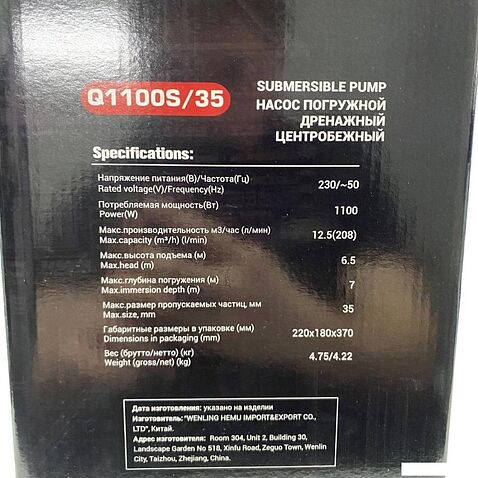 Q1100S/35
SUBMERSIBLE PUMP
НАСОС ПОГРУЖНОЙ
ДРЕНАЖНЫЙ
ЦЕНТРОБЕЖНЫЙ
Specifications:
Напряжение питания(В)/Частота(Гц)
Rated voltage(V)/Frequency(Hz)
230/~50
Потребляемая мощность(Вт)
Power(W)
1100
Макс.производительность м3/час (л/мин)
Max.capacity (m³/h) (l/min)
12.5(208)
Макс.высота подъема (м)
Max.head (m)
6.5
Макс.глубина погружения (м)
Max.immersion depth (m)
7
Макс.размер пропускаемых частиц, мм
Max.size, mm
35
Габаритные размеры в упаковке (мм)
Dimensions in packaging (mm)
220x180x370
Вес (брутто/нетто) (кг)
Weight (gross/net) (kg)
4.75/4.22
Дата изготовления: указано на изделии
Изготовитель: "WENLING HEMU IMPORT&EXPORT CO.,
LTD", Китай.
Адрес изготовителя: Room 304, Unit 2, Building 30,
Landscape Garden No 518, Xinfu Road, Zeguo Town, Wenlin
City, Taizhou, Zhejiang, China.